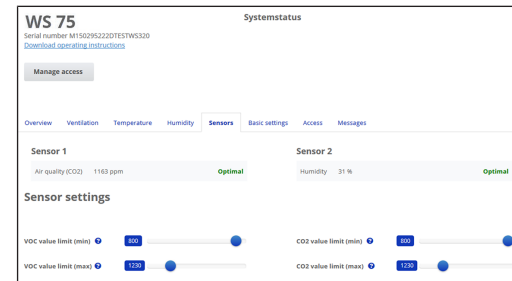 WS 75
Systemstatus
Serial number M150295222DTESTWS320
Download operating instructions
Manage access
Overview Ventilation Temperature Humidity Sensors Basic settings Access Messages
Sensor 1 Sensor 2
Air quality (CO2) 1163 ppm Optimal Humidity 31 % Optimal
Sensor settings
VOC value limit (min) ? 800 CO2 value limit (min) ? 800
VOC value limit (max) ? 1230 CO2 value limit (max) ? 1230